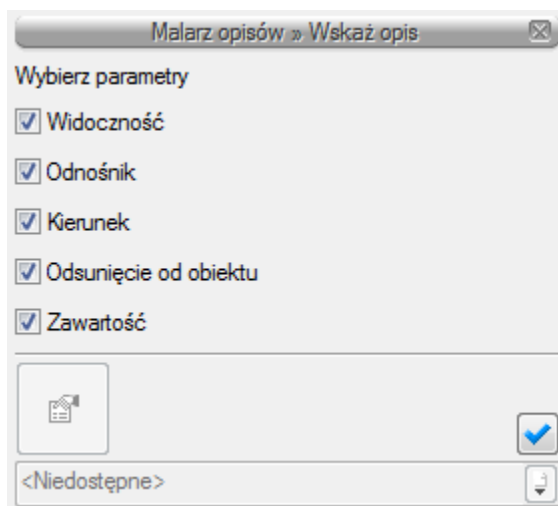 Malarz opisów » Wskaż opis
Wybierz parametry
Widoczność
Odnośnik
Kierunek
Odsunięcie od obiektu
Zawartość
<Niedostępne>